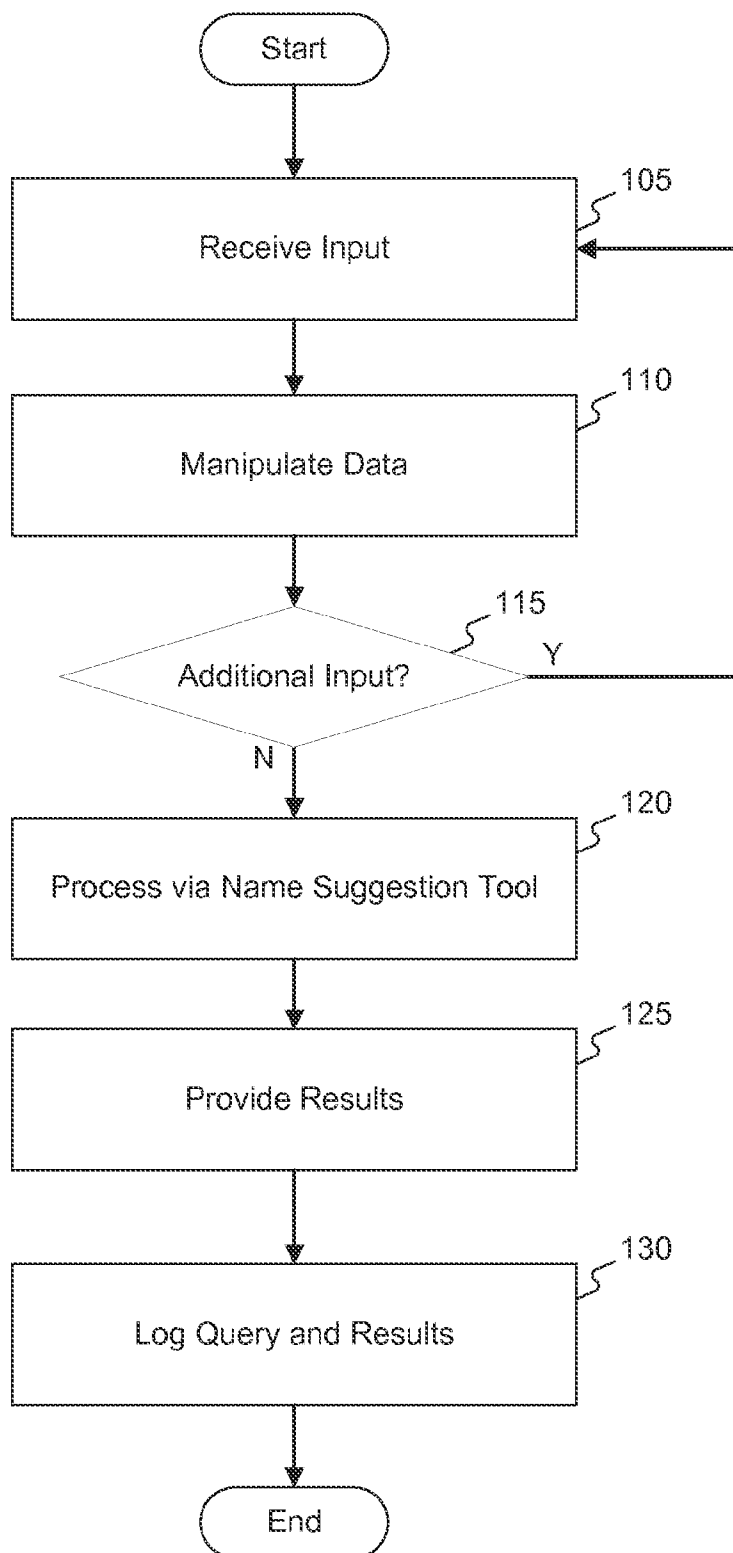 Start
105
Receive Input
110
Manipulate Data
115
Additional Input?
Y
N
120
Process via Name Suggestion Tool
125
Provide Results
130
Log Query and Results
End